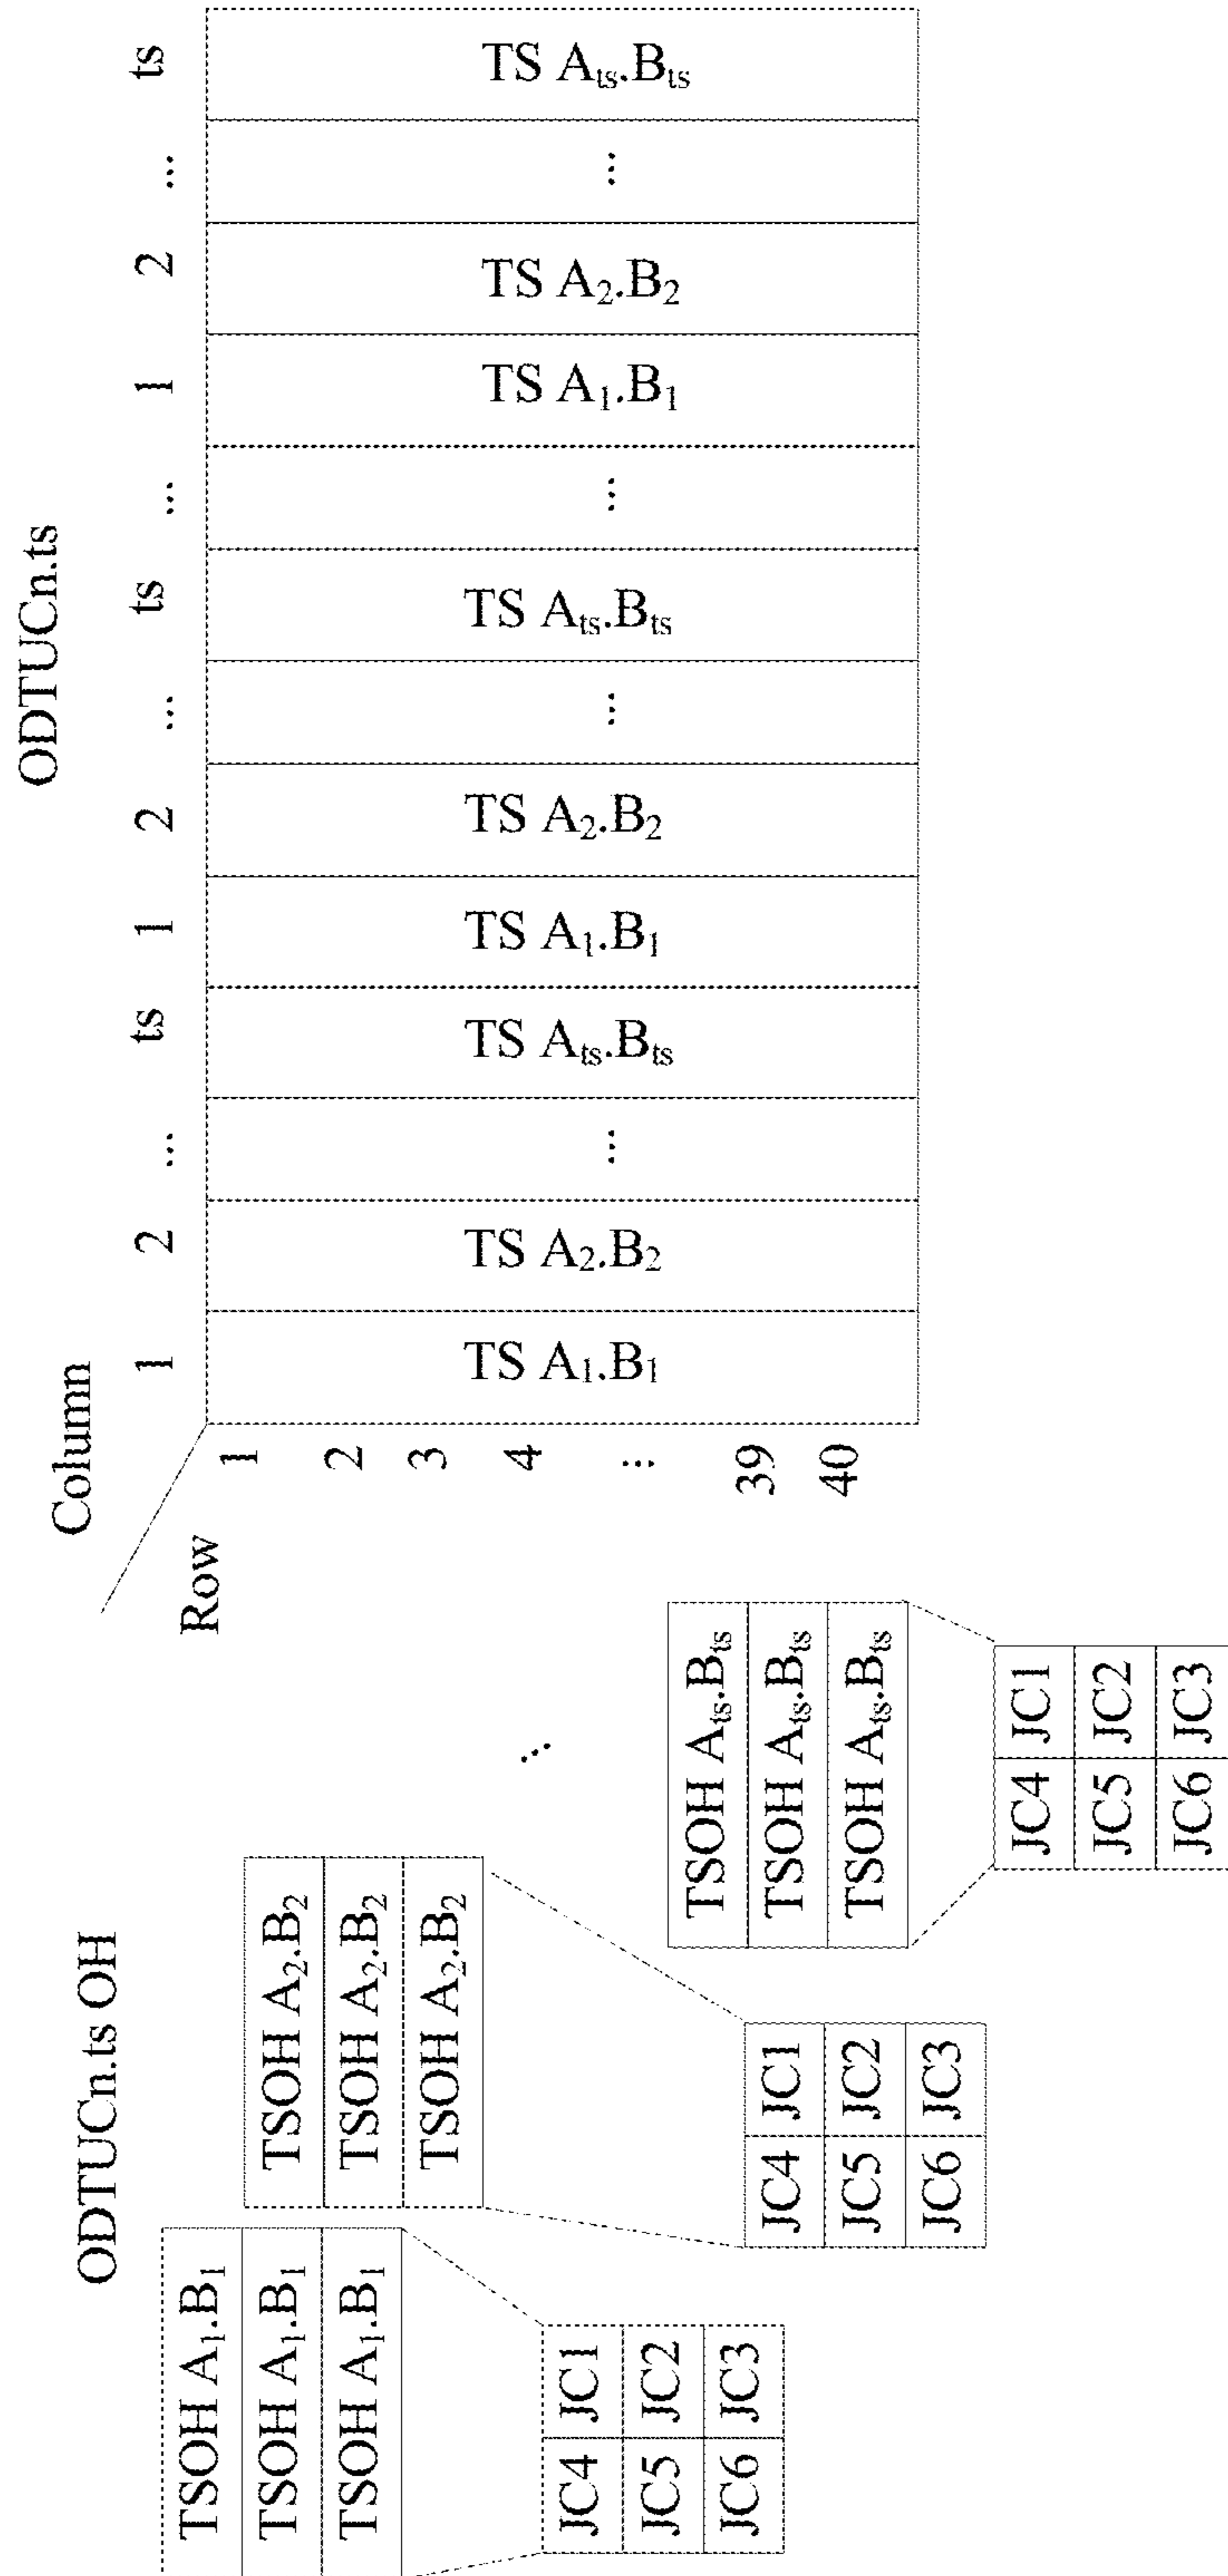 ODTUCn.ts OH
ODTUCn.ts
Column
Row
1 2 ... ts 1 2 ... ts ... 1 2 ... ts
1
2
3
4
...
39
40
TS A₁.B₁ TS A₂.B₂ ... TS Aₜₛ.Bₜₛ TS A₁.B₁ TS A₂.B₂ ... TS Aₜₛ.Bₜₛ ... TS A₁.B₁ TS A₂.B₂ ... TS Aₜₛ.Bₜₛ
TSOH A₁.B₁
TSOH A₁.B₁
TSOH A₁.B₁
JC4 JC1
JC5 JC2
JC6 JC3
TSOH A₂.B₂
TSOH A₂.B₂
TSOH A₂.B₂
JC4 JC1
JC5 JC2
JC6 JC3
...
TSOH Aₜₛ.Bₜₛ
TSOH Aₜₛ.Bₜₛ
TSOH Aₜₛ.Bₜₛ
JC4 JC1
JC5 JC2
JC6 JC3